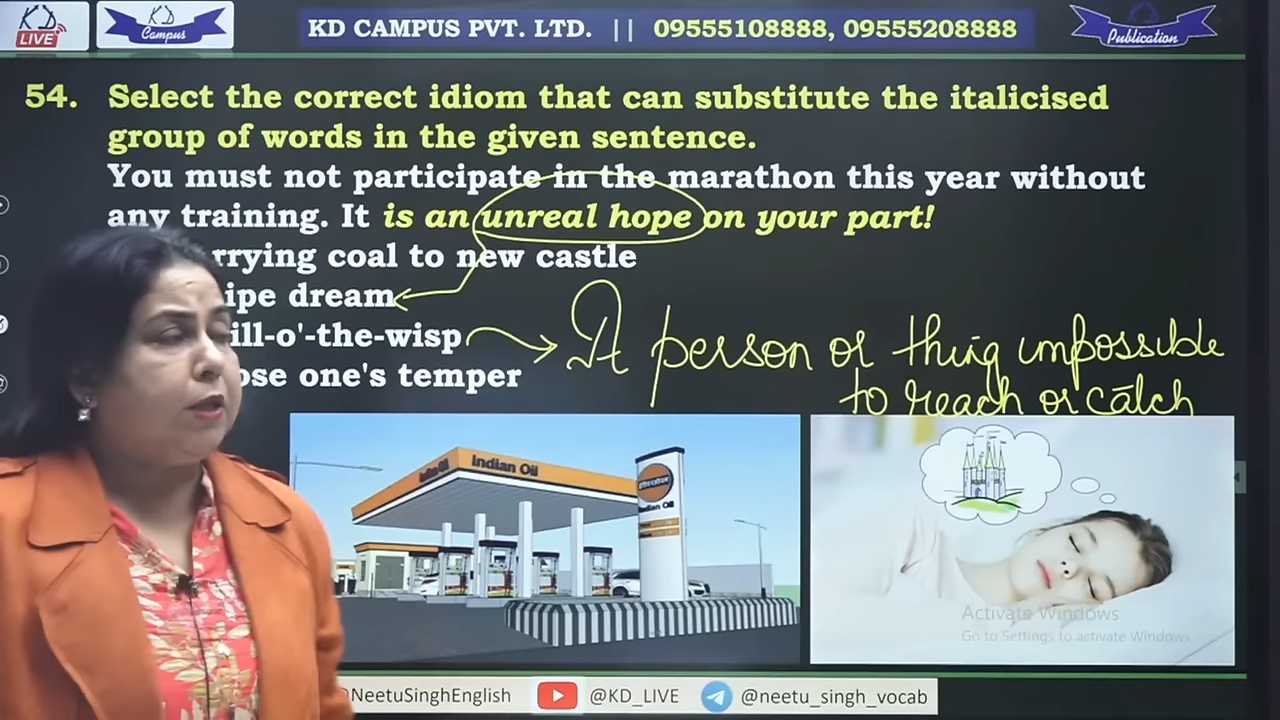 KD
LIVE
KD
Campus
KD CAMPUS PVT. LTD. || 09555108888, 09555208888
Publication
54. Select the correct idiom that can substitute the italicised
group of words in the given sentence.
You must not participate in the marathon this year without
any training. It is an unreal hope on your part!
rrying coal to new castle
ipe dream
ill-o'-the-wisp
ose one's temper
A person or thing impossible
to reach or catch
Indian Oil
Indian Oil
Activate Windows
Go to Settings to activate Windows.
@NeetuSinghEnglish
@KD_LIVE
@neetu_singh_vocab